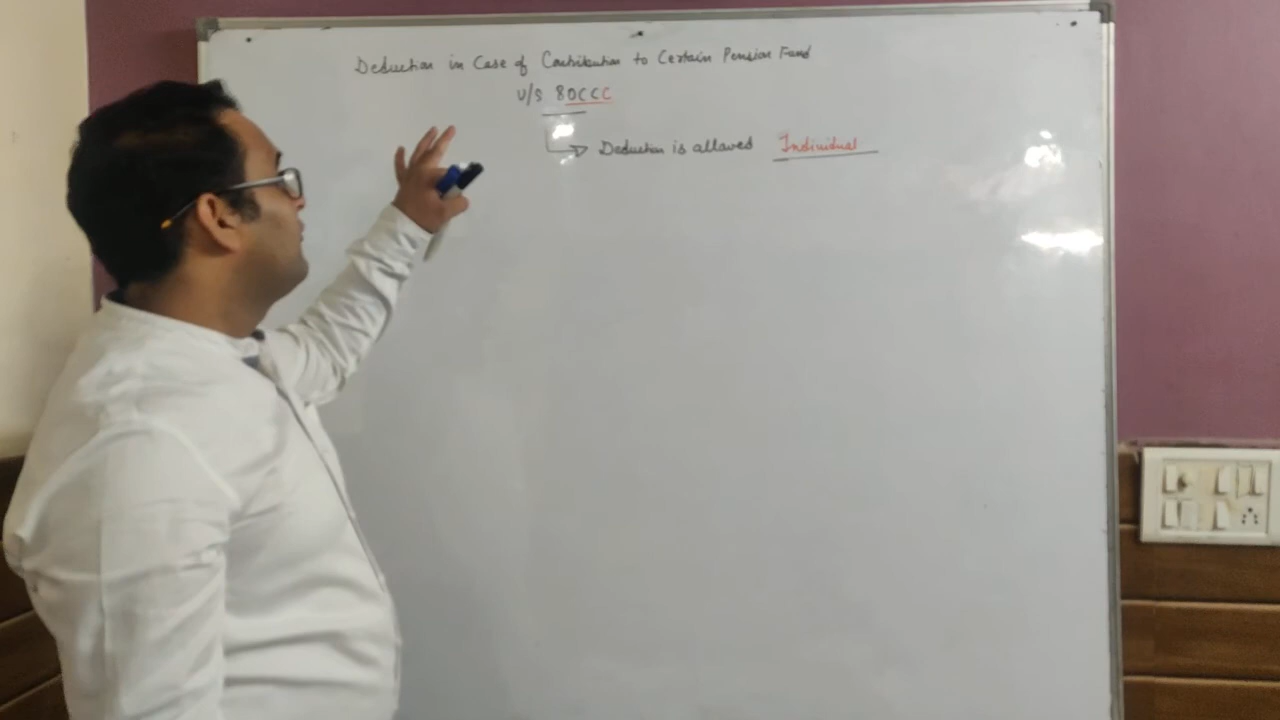 Deduction in Case of Contribution to Certain Pension Fund
U/S 80CCC
Deduction is allowed Individual